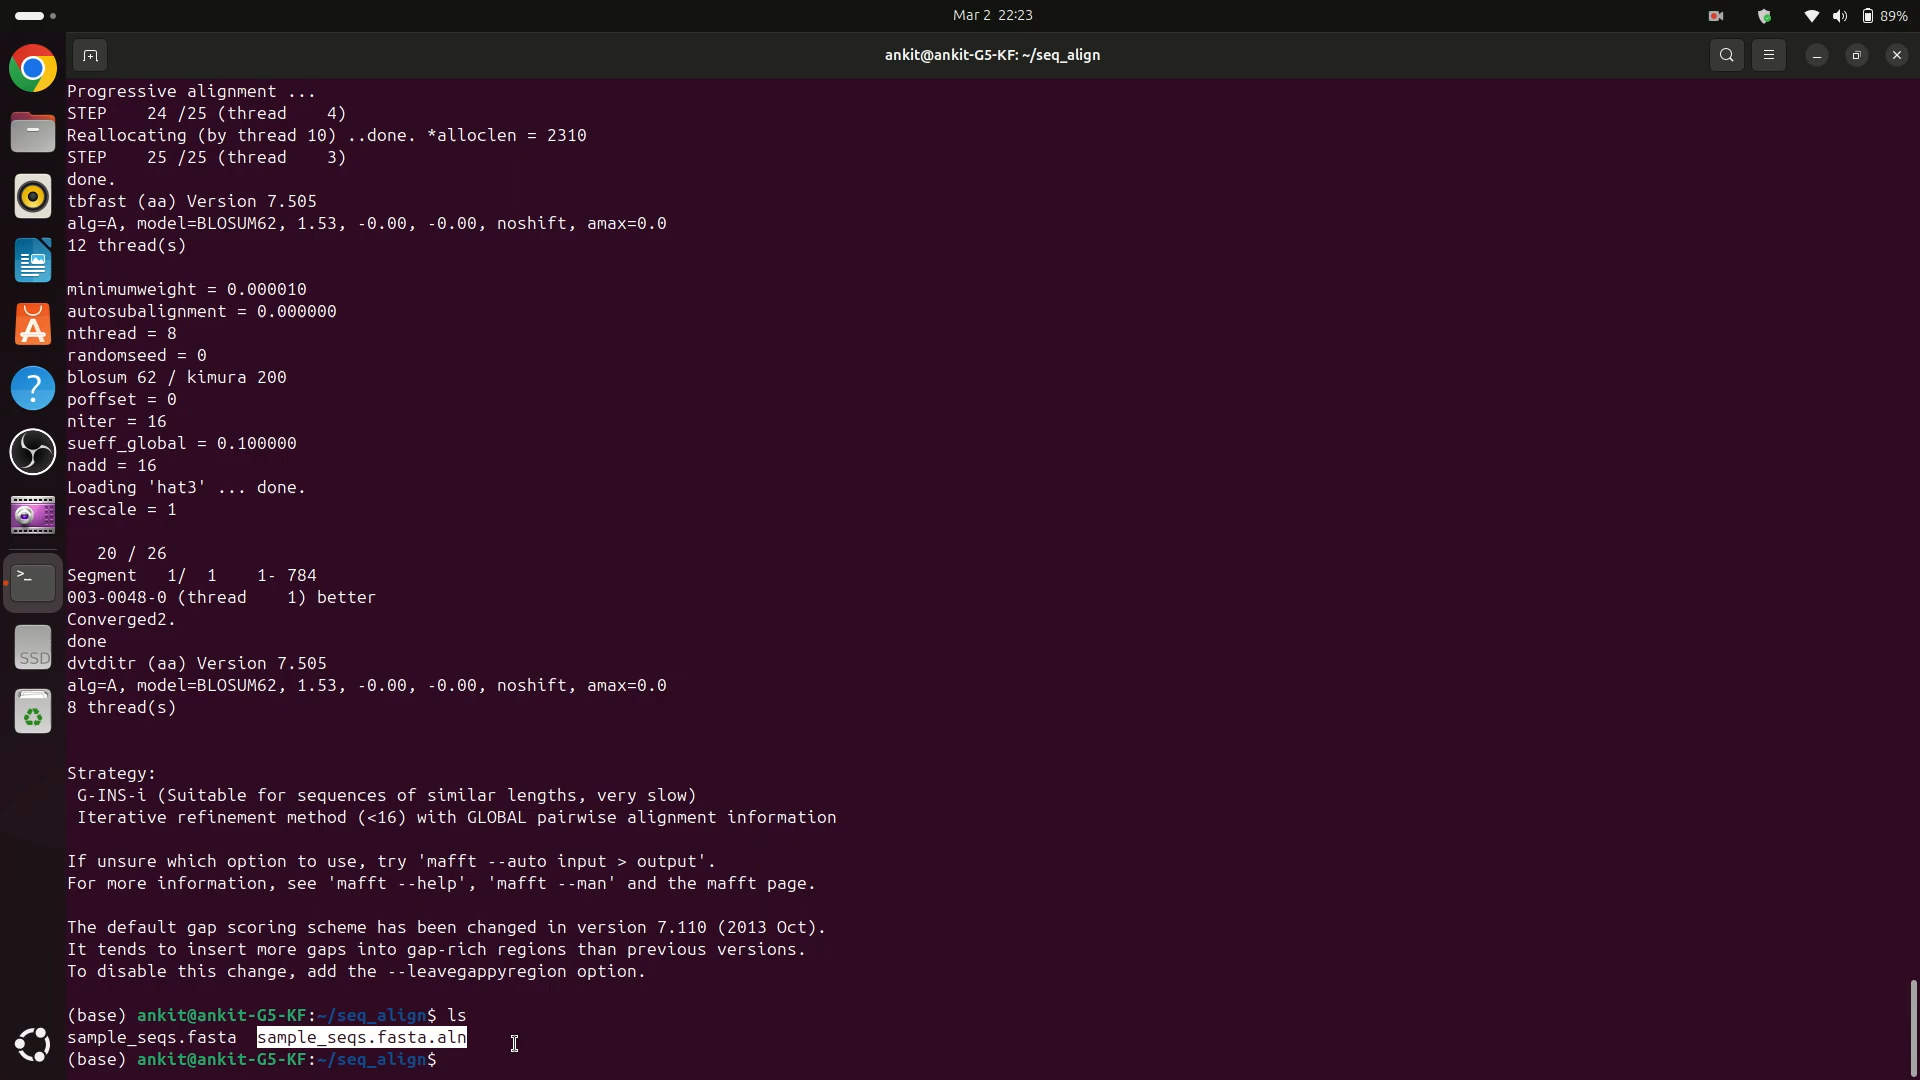 Mar 2 22:23
89%
ankit@ankit-G5-KF: ~/seq_align
Progressive alignment ...
STEP    24 /25 (thread    4)
Reallocating (by thread 10) ..done. *alloclen = 2310
STEP    25 /25 (thread    3)
done.
tbfast (aa) Version 7.505
alg=A, model=BLOSUM62, 1.53, -0.00, -0.00, noshift, amax=0.0
12 thread(s)
minimumweight = 0.000010
autosubalignment = 0.000000
nthread = 8
randomseed = 0
blosum 62 / kimura 200
poffset = 0
niter = 16
sueff_global = 0.100000
nadd = 16
Loading 'hat3' ... done.
rescale = 1
20 / 26
Segment   1/  1    1- 784
003-0048-0 (thread    1) better
Converged2.
done
dvtditr (aa) Version 7.505
alg=A, model=BLOSUM62, 1.53, -0.00, -0.00, noshift, amax=0.0
8 thread(s)
Strategy:
G-INS-i (Suitable for sequences of similar lengths, very slow)
Iterative refinement method (<16) with GLOBAL pairwise alignment information
If unsure which option to use, try 'mafft --auto input > output'.
For more information, see 'mafft --help', 'mafft --man' and the mafft page.
The default gap scoring scheme has been changed in version 7.110 (2013 Oct).
It tends to insert more gaps into gap-rich regions than previous versions.
To disable this change, add the --leavegappyregion option.
(base) ankit@ankit-G5-KF:~/seq_align$ ls
sample_seqs.fasta  sample_seqs.fasta.aln
(base) ankit@ankit-G5-KF:~/seq_align$
SSD